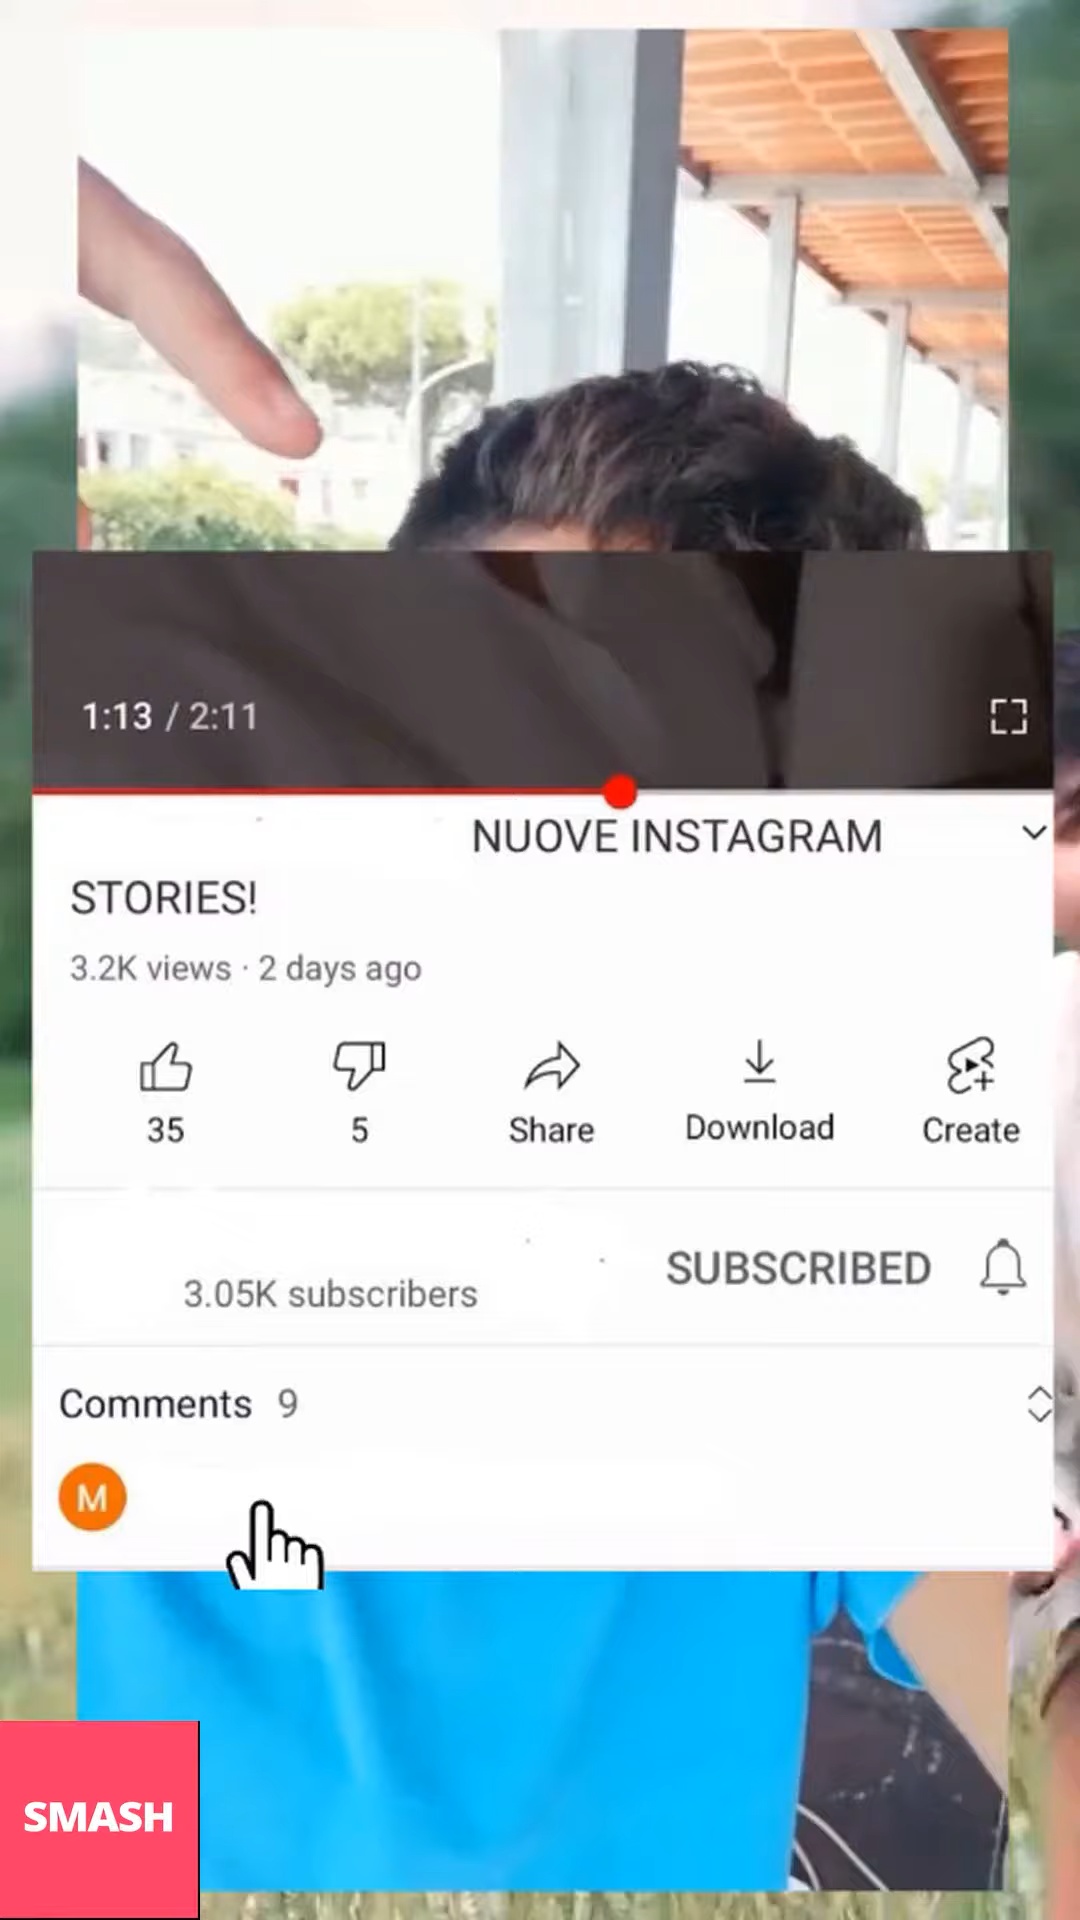 1:13 / 2:11
NUOVE INSTAGRAM
STORIES!
3.2K views · 2 days ago
35
5
Share
Download
Create
3.05K subscribers
SUBSCRIBED
Comments 9
M
SMASH